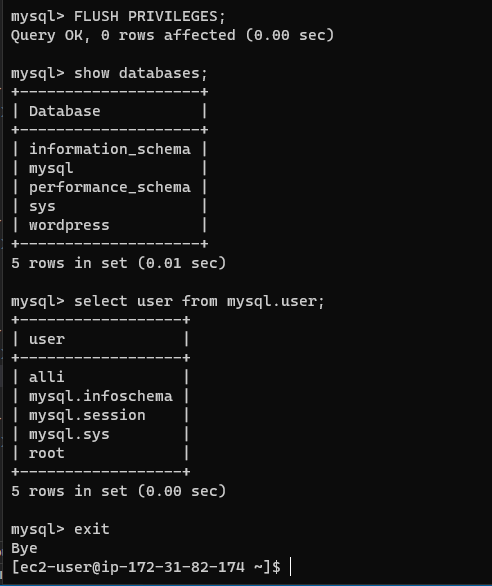 mysql> FLUSH PRIVILEGES;
Query OK, 0 rows affected (0.00 sec)
mysql> show databases;
+--------------------+
| Database           |
+--------------------+
| information_schema |
| mysql              |
| performance_schema |
| sys                |
| wordpress          |
+--------------------+
5 rows in set (0.01 sec)
mysql> select user from mysql.user;
+------------------+
| user             |
+------------------+
| alli             |
| mysql.infoschema |
| mysql.session    |
| mysql.sys        |
| root             |
+------------------+
5 rows in set (0.00 sec)
mysql> exit
Bye
[ec2-user@ip-172-31-82-174 ~]$